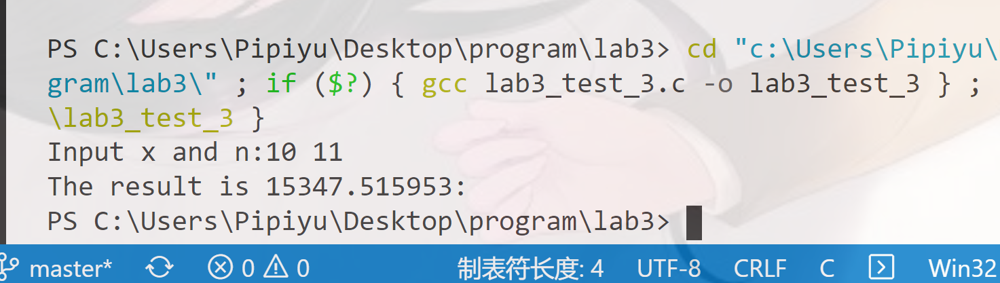 PS C:\Users\Pipiyu\Desktop\program\lab3> cd "c:\Users\Pipiyu\
gram\lab3\" ; if ($?) { gcc lab3_test_3.c -o lab3_test_3 } ;
\lab3_test_3 }
Input x and n:10 11
The result is 15347.515953:
PS C:\Users\Pipiyu\Desktop\program\lab3>
master* 0 0 制表符长度: 4 UTF-8 CRLF C Win32